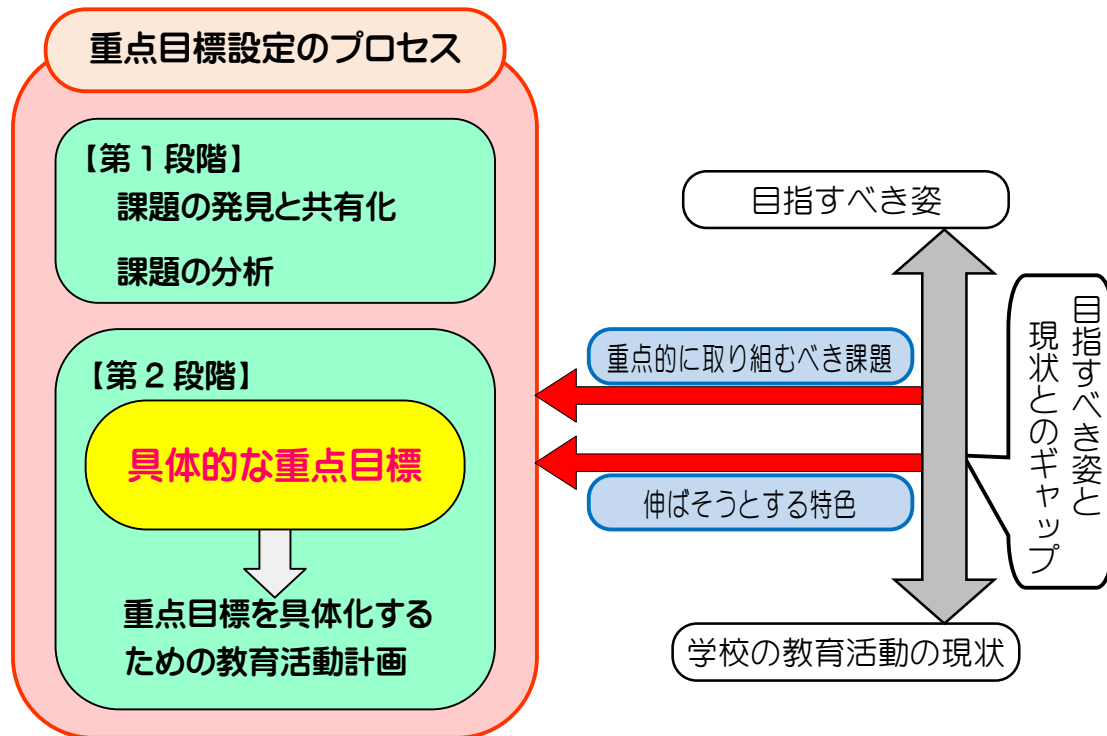 重点目標設定のプロセス
【第1段階】
課題の発見と共有化
課題の分析
【第2段階】
具体的な重点目標
重点目標を具体化する
ための教育活動計画
目指すべき姿
重点的に取り組むべき課題
伸ばそうとする特色
目指すべき姿と
現状とのギャップ
学校の教育活動の現状